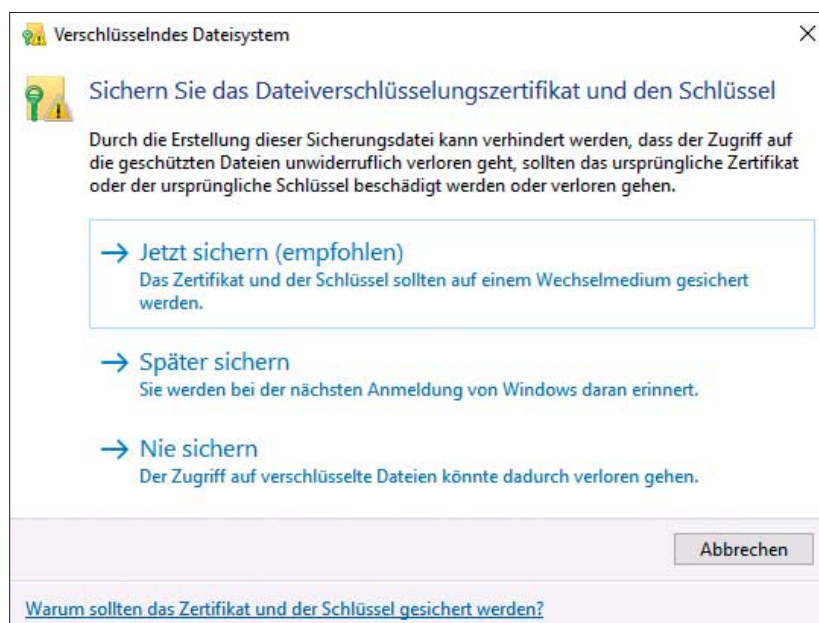 Verschlüsselndes Dateisystem
Sichern Sie das Dateiverschlüsselungszertifikat und den Schlüssel
Durch die Erstellung dieser Sicherungsdatei kann verhindert werden, dass der Zugriff auf
die geschützten Dateien unwiderruflich verloren geht, sollten das ursprüngliche Zertifikat
oder der ursprüngliche Schlüssel beschädigt werden oder verloren gehen.
Jetzt sichern (empfohlen)
Das Zertifikat und der Schlüssel sollten auf einem Wechselmedium gesichert
werden.
Später sichern
Sie werden bei der nächsten Anmeldung von Windows daran erinnert.
Nie sichern
Der Zugriff auf verschlüsselte Dateien könnte dadurch verloren gehen.
Abbrechen
Warum sollten das Zertifikat und der Schlüssel gesichert werden?